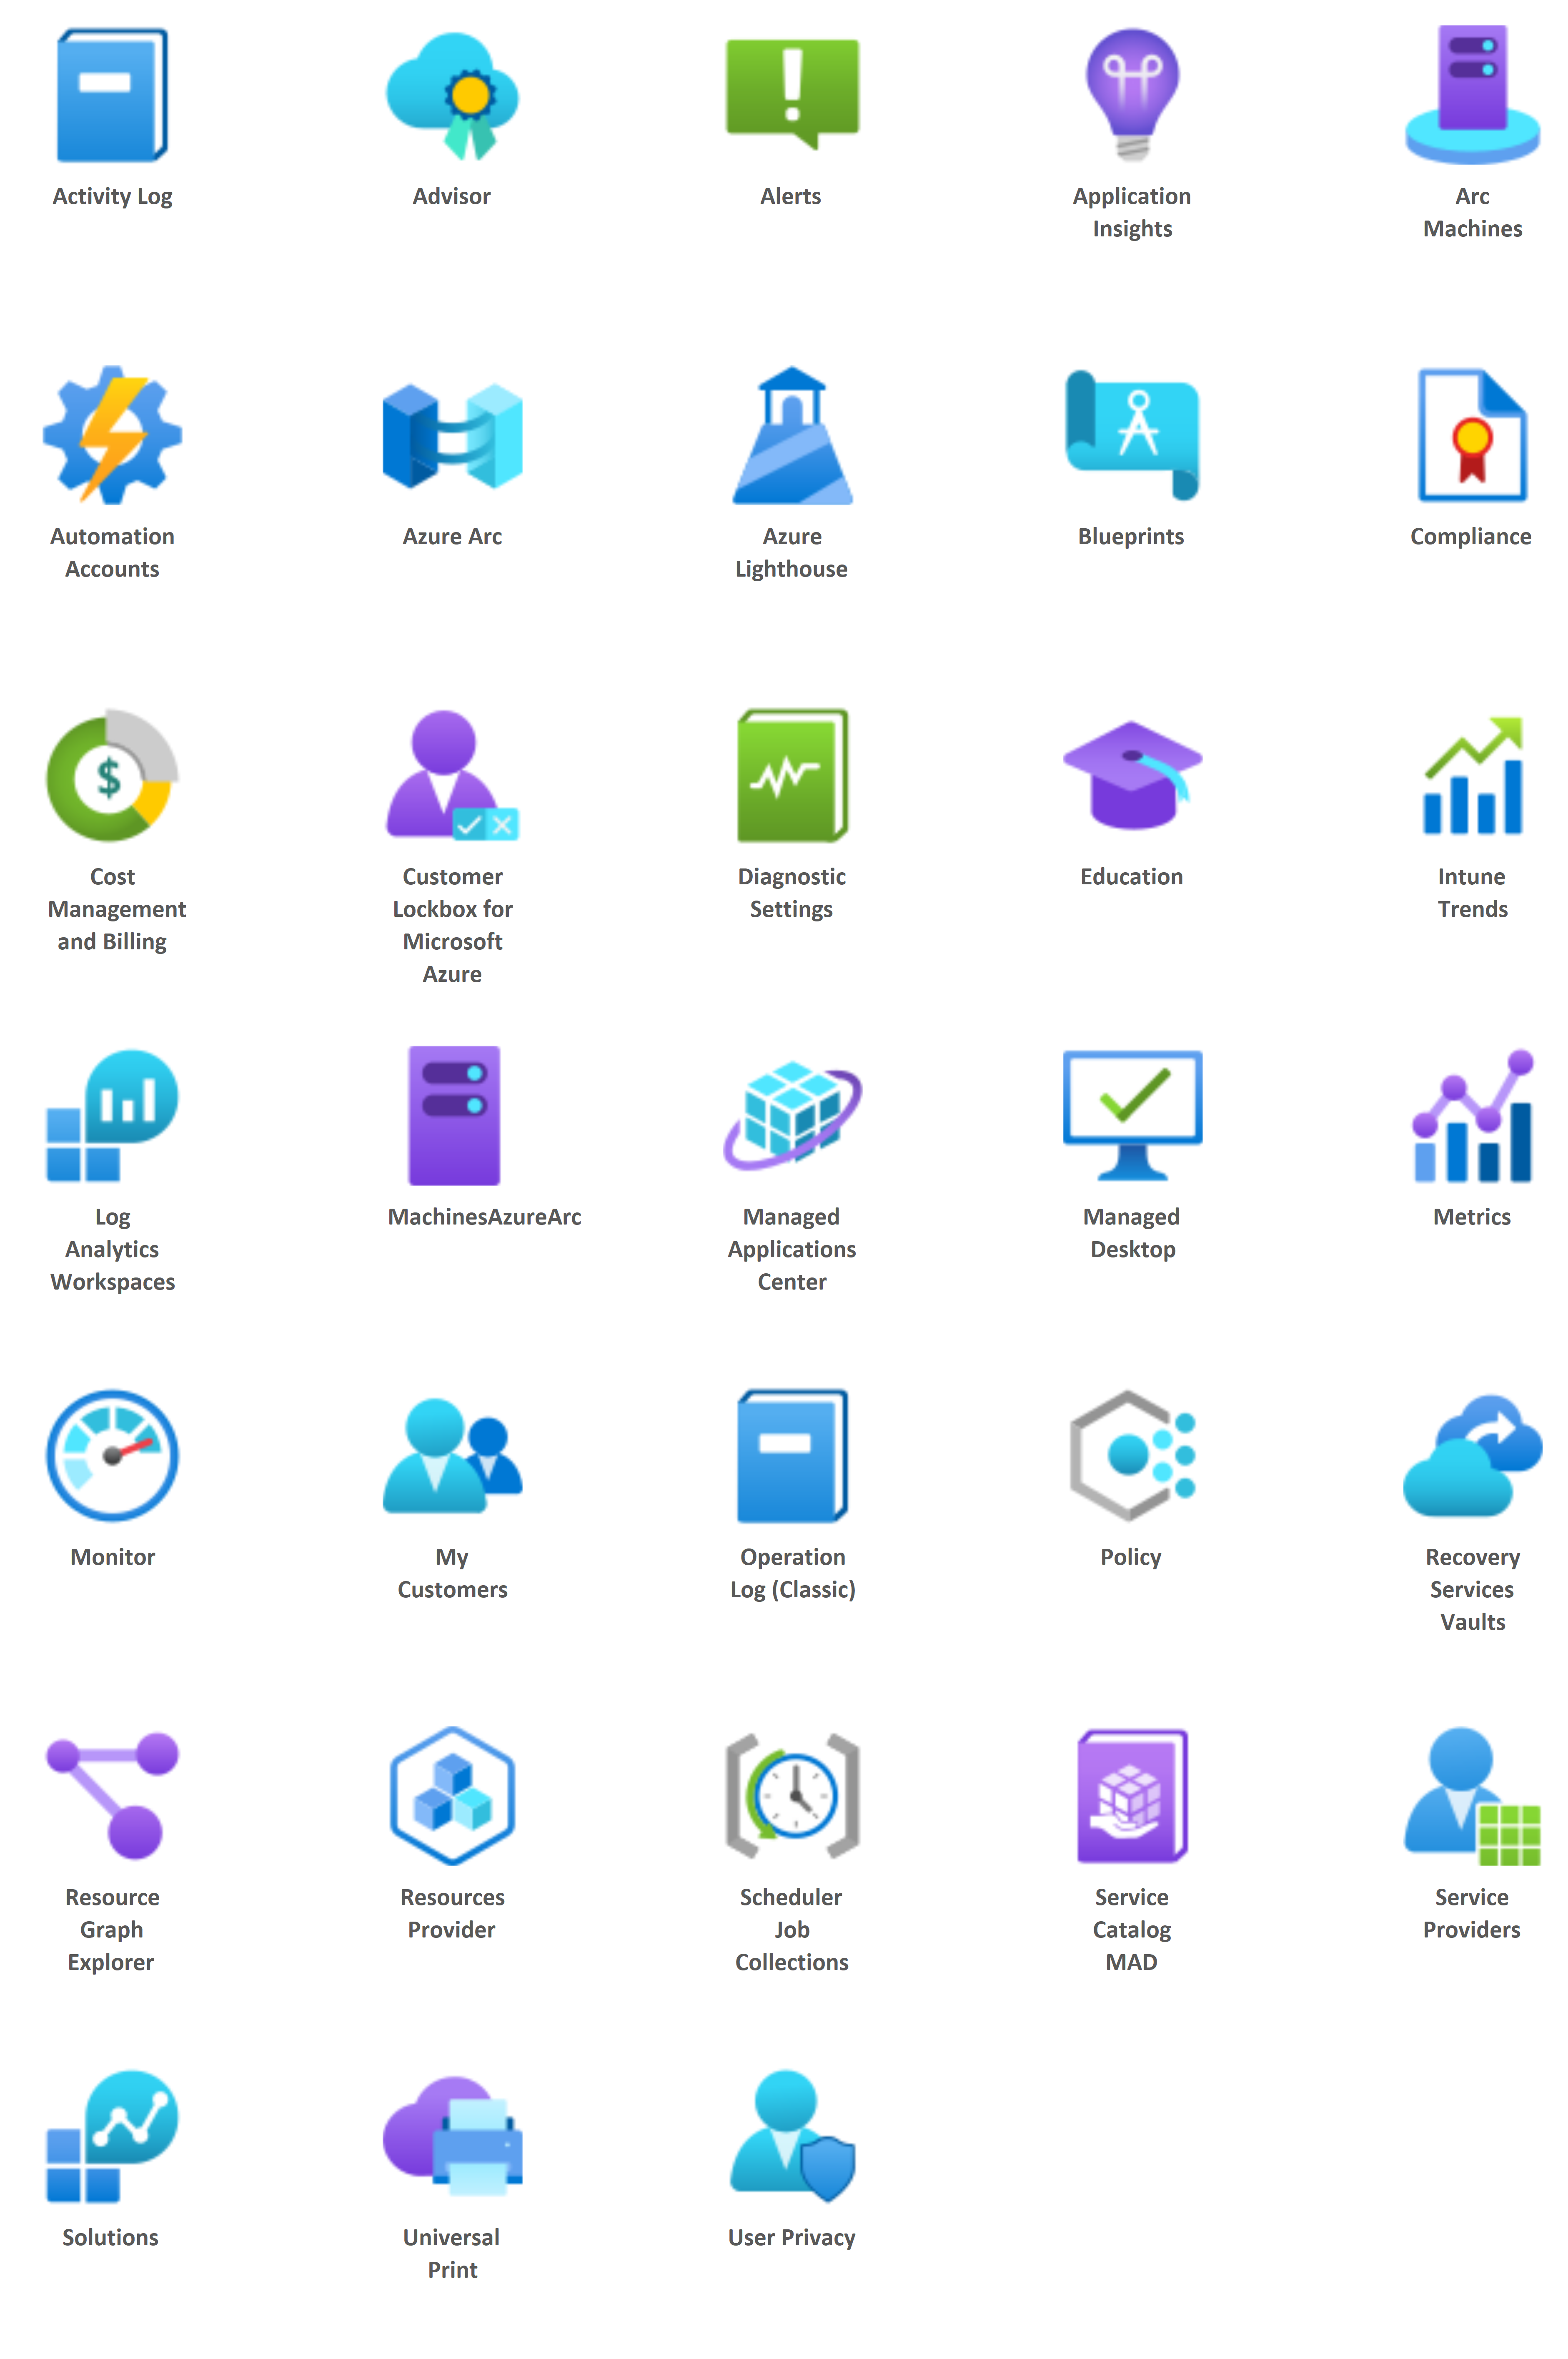 Activity Log
Advisor
Alerts
Application
Insights
Arc
Machines
Automation
Accounts
Azure Arc
Azure
Lighthouse
Blueprints
Compliance
$
Cost
Management
and Billing
Customer
Lockbox for
Microsoft
Azure
Diagnostic
Settings
Education
Intune
Trends
Log
Analytics
Workspaces
MachinesAzureArc
Managed
Applications
Center
Managed
Desktop
Metrics
Monitor
My
Customers
Operation
Log (Classic)
Policy
Recovery
Services
Vaults
Resource
Graph
Explorer
Resources
Provider
Scheduler
Job
Collections
Service
Catalog
MAD
Service
Providers
Solutions
Universal
Print
User Privacy